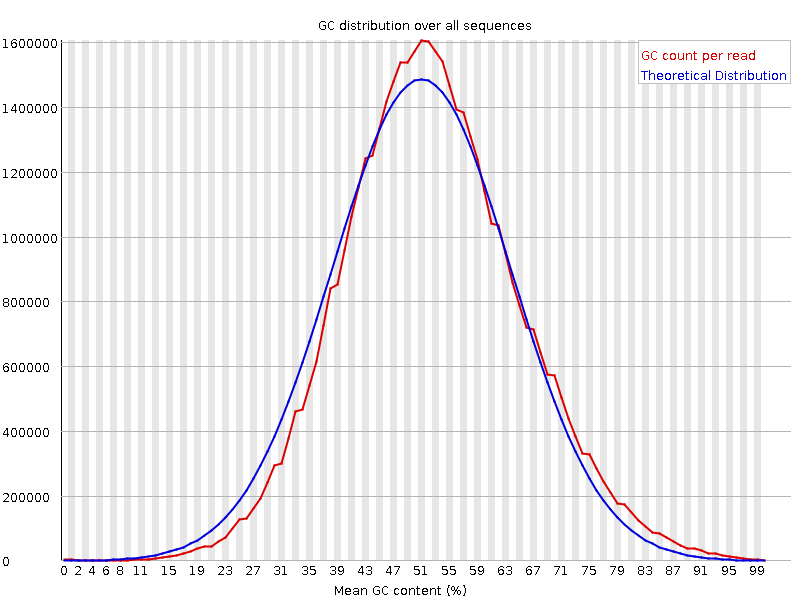 GC distribution over all sequences
GC count per read
Theoretical Distribution
1600000
1400000
1200000
1000000
800000
600000
400000
200000
0
0 2 4 6 8 11 15 19 23 27 31 35 39 43 47 51 55 59 63 67 71 75 79 83 87 91 95 99
Mean GC content (%)